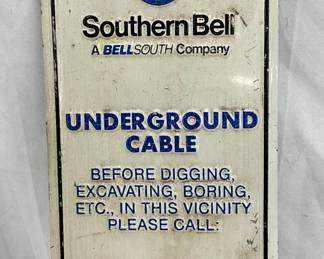 Southern Bell
A BELLSOUTH Company
UNDERGROUND
CABLE
BEFORE DIGGING,
EXCAVATING, BORING,
ETC., IN THIS VICINITY
PLEASE CALL: